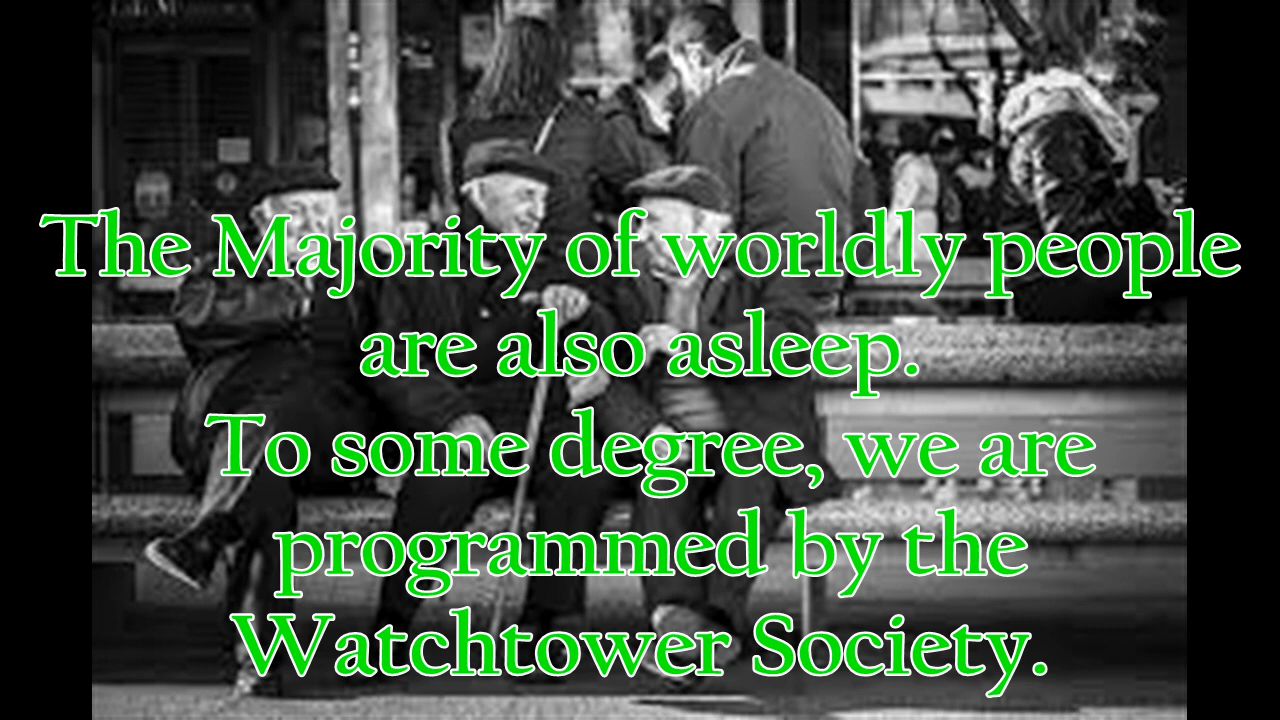 The Majority of worldly people
are also asleep.
To some degree, we are
programmed by the
Watchtower Society.